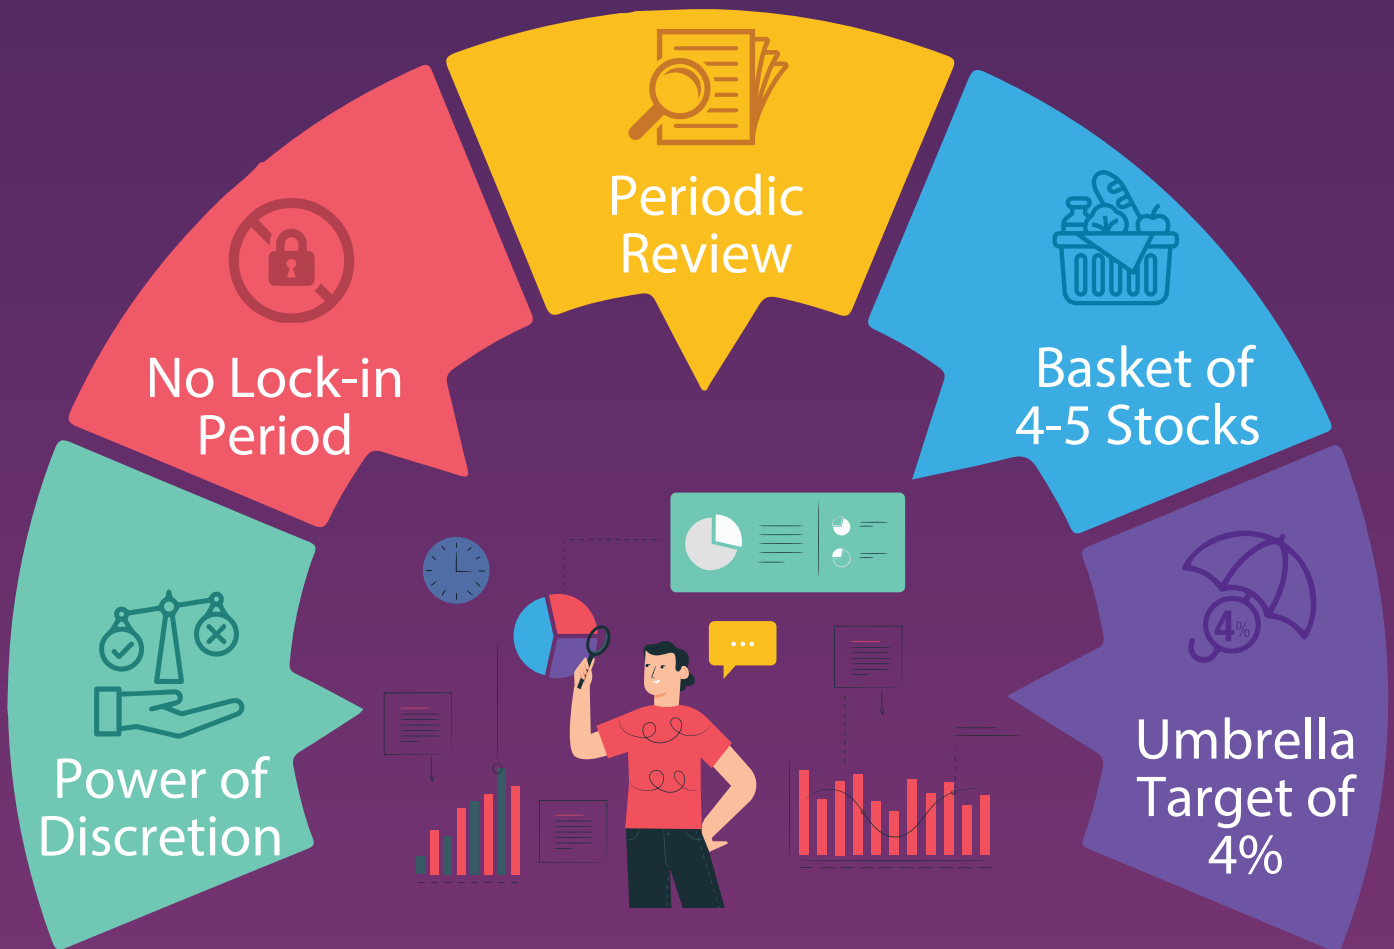 Periodic
Review
No Lock-in
Period
Basket of
4-5 Stocks
Power of
Discretion
4%
Umbrella
Target of
4%